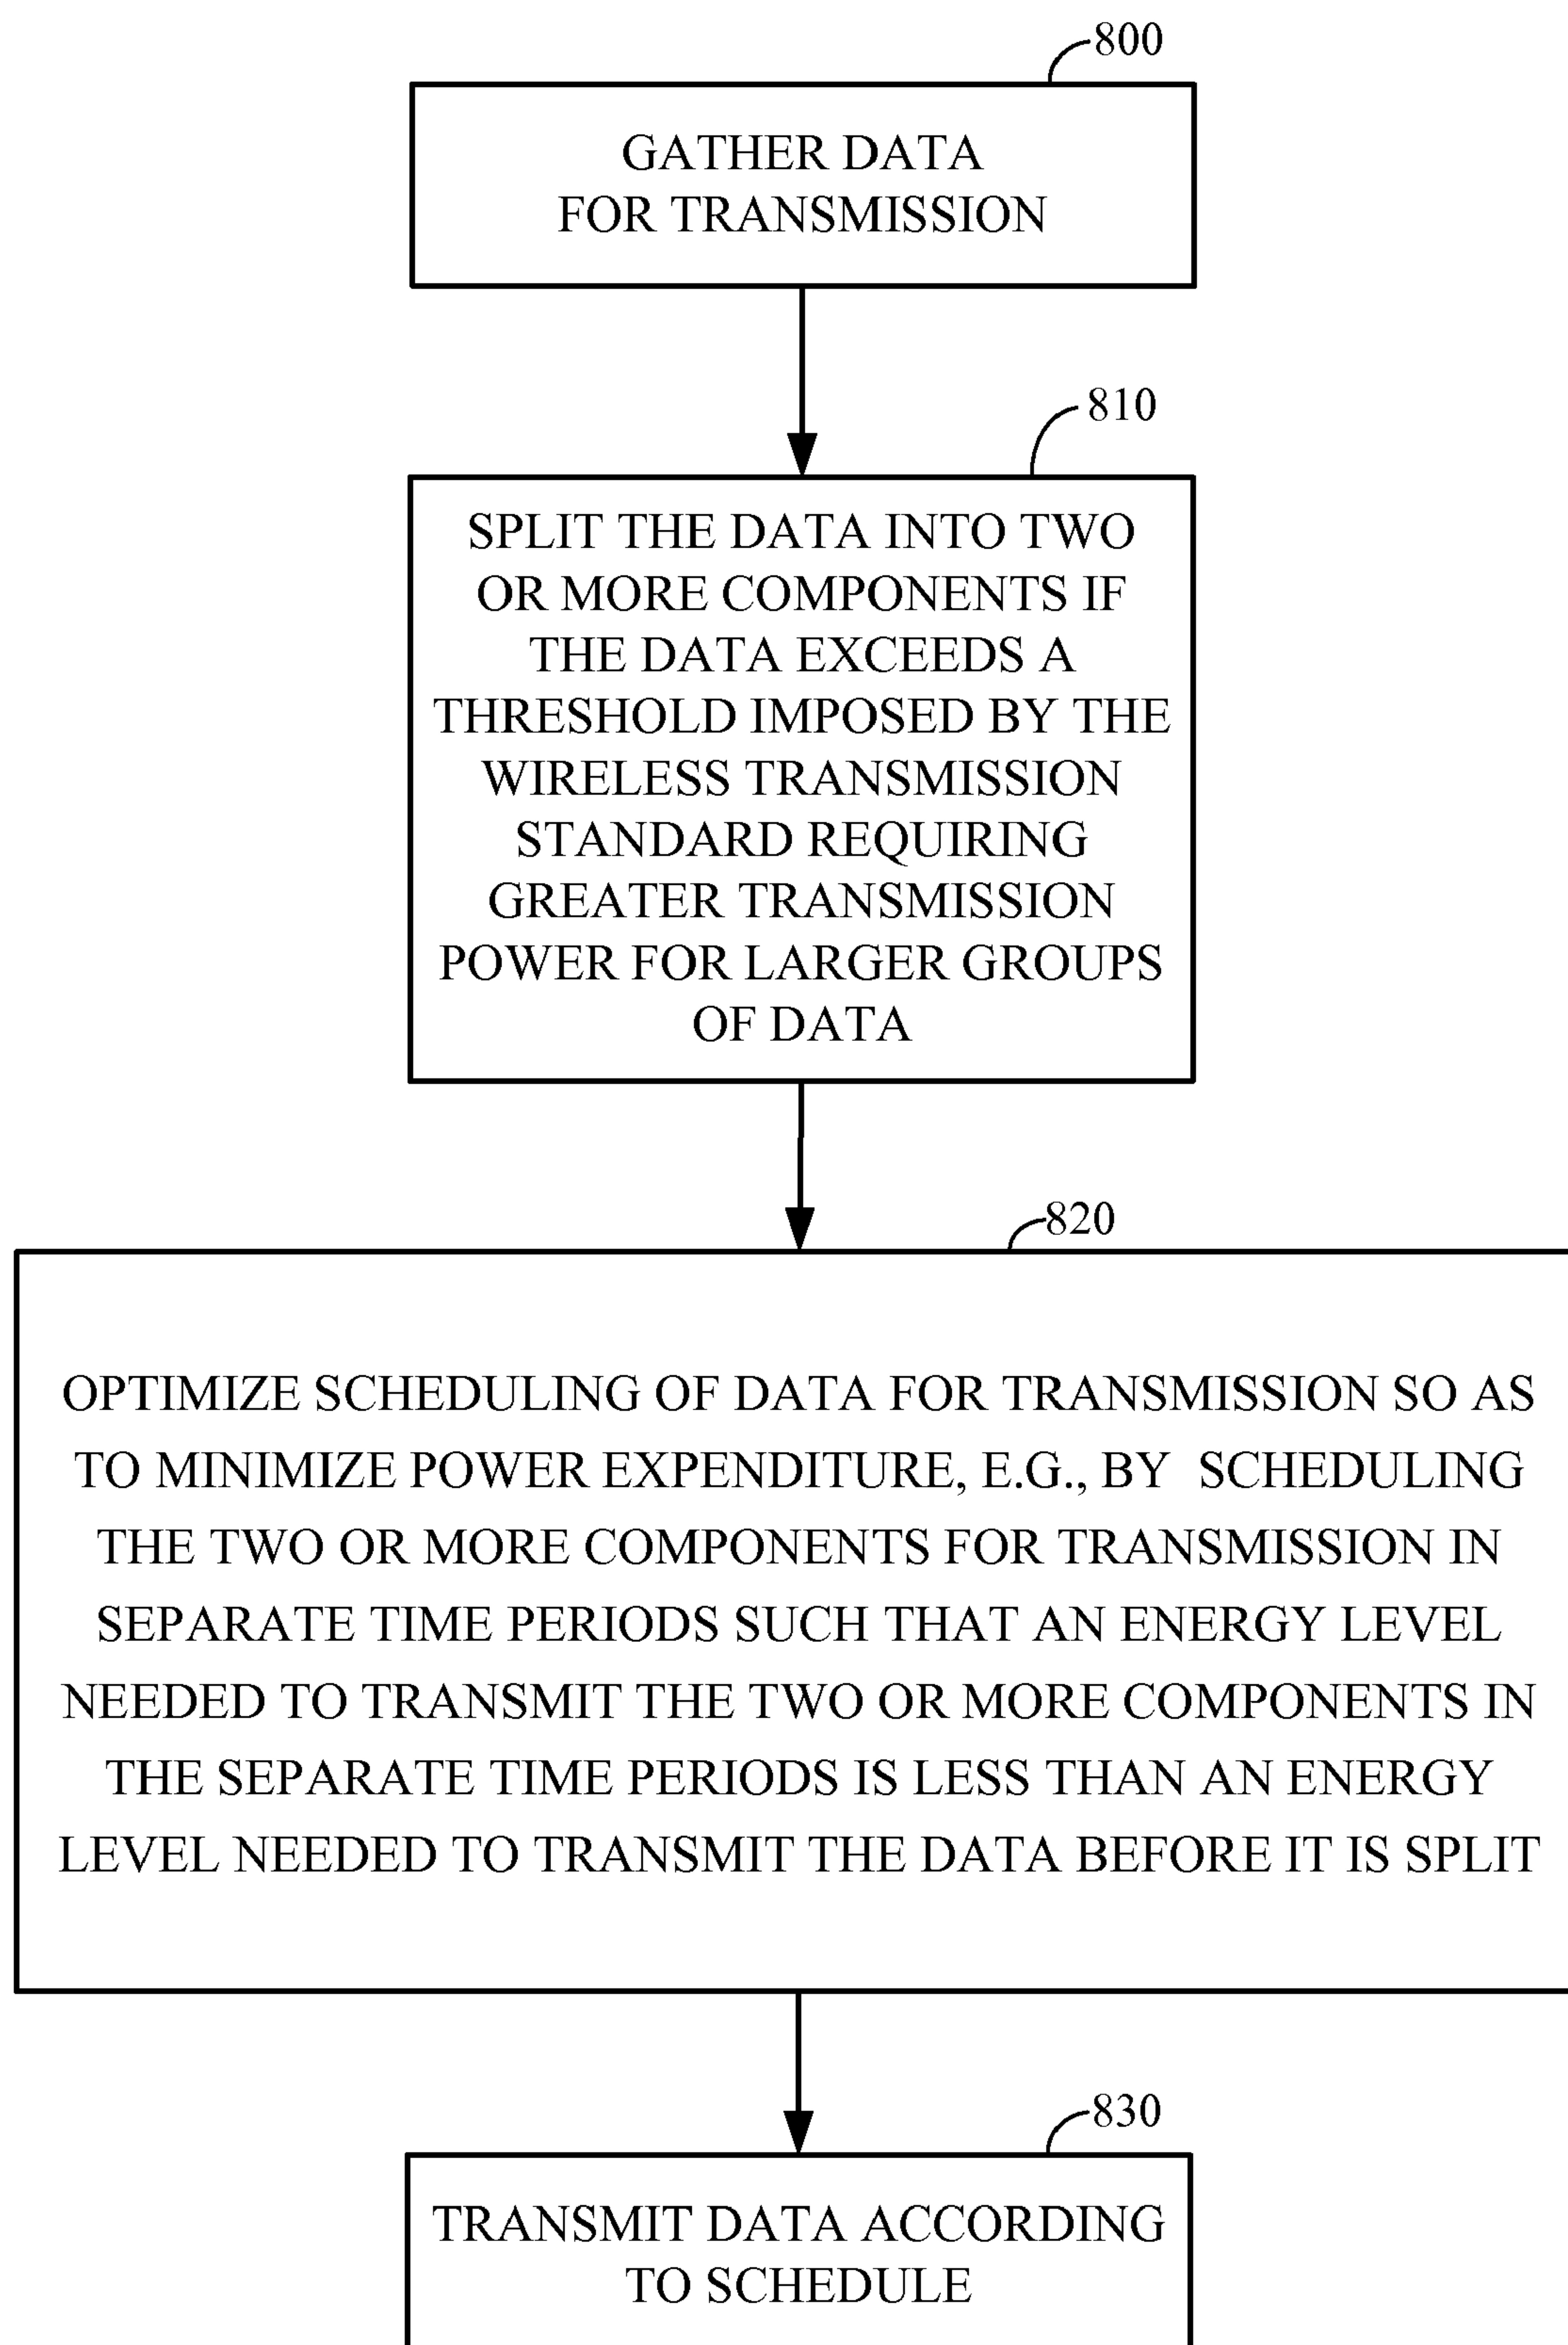 800
GATHER DATA
FOR TRANSMISSION
810
SPLIT THE DATA INTO TWO
OR MORE COMPONENTS IF
THE DATA EXCEEDS A
THRESHOLD IMPOSED BY THE
WIRELESS TRANSMISSION
STANDARD REQUIRING
GREATER TRANSMISSION
POWER FOR LARGER GROUPS
OF DATA
820
OPTIMIZE SCHEDULING OF DATA FOR TRANSMISSION SO AS
TO MINIMIZE POWER EXPENDITURE, E.G., BY SCHEDULING
THE TWO OR MORE COMPONENTS FOR TRANSMISSION IN
SEPARATE TIME PERIODS SUCH THAT AN ENERGY LEVEL
NEEDED TO TRANSMIT THE TWO OR MORE COMPONENTS IN
THE SEPARATE TIME PERIODS IS LESS THAN AN ENERGY
LEVEL NEEDED TO TRANSMIT THE DATA BEFORE IT IS SPLIT
830
TRANSMIT DATA ACCORDING
TO SCHEDULE